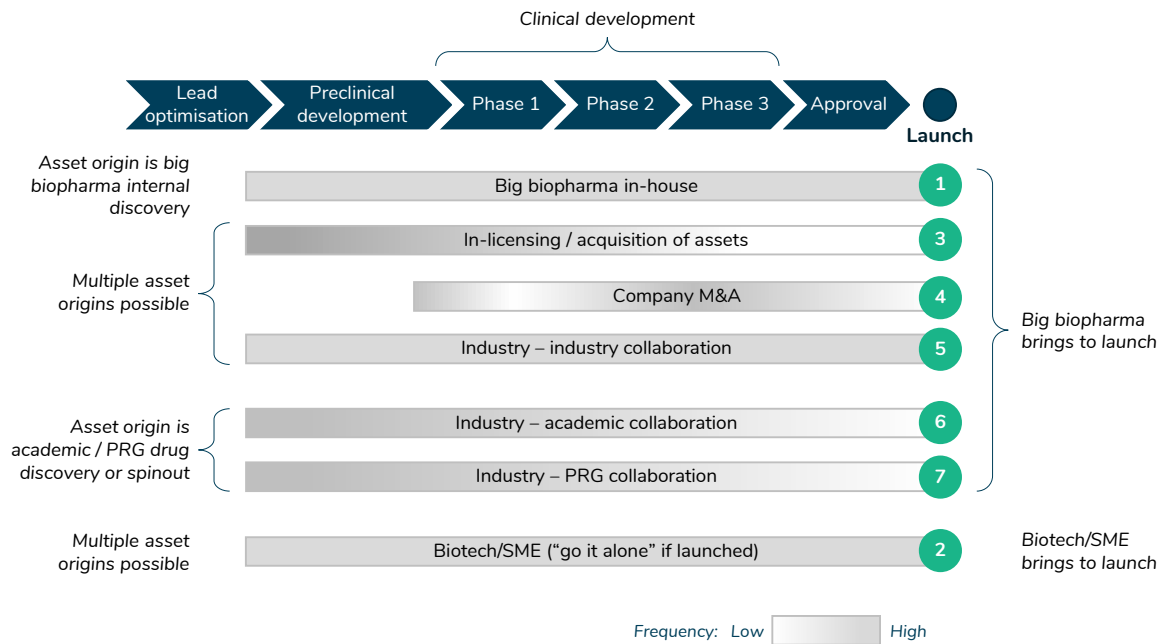 Clinical development
Lead
optimisation
Preclinical
development
Phase 1
Phase 2
Phase 3
Approval
Launch
Asset origin is big
biopharma internal
discovery
Big biopharma in-house
1
In-licensing / acquisition of assets
3
Multiple asset
origins possible
Company M&A
4
Industry – industry collaboration
5
Big biopharma
brings to launch
Asset origin is
academic / PRG drug
discovery or spinout
Industry – academic collaboration
6
Industry – PRG collaboration
7
Multiple asset
origins possible
Biotech/SME (“go it alone” if launched)
2
Biotech/SME
brings to launch
Frequency: Low High